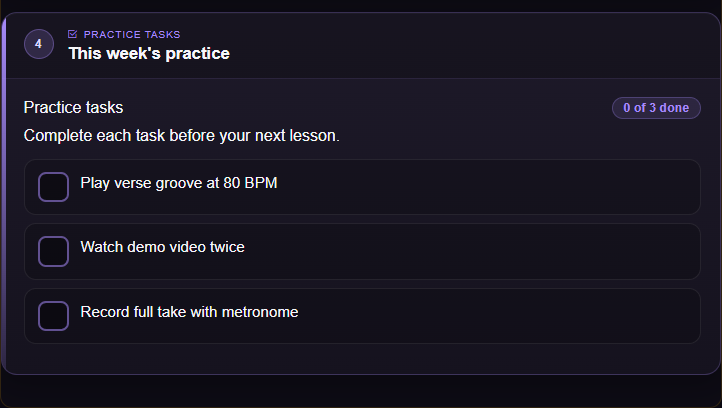 4
PRACTICE TASKS
This week's practice
Practice tasks
0 of 3 done
Complete each task before your next lesson.
Play verse groove at 80 BPM
Watch demo video twice
Record full take with metronome